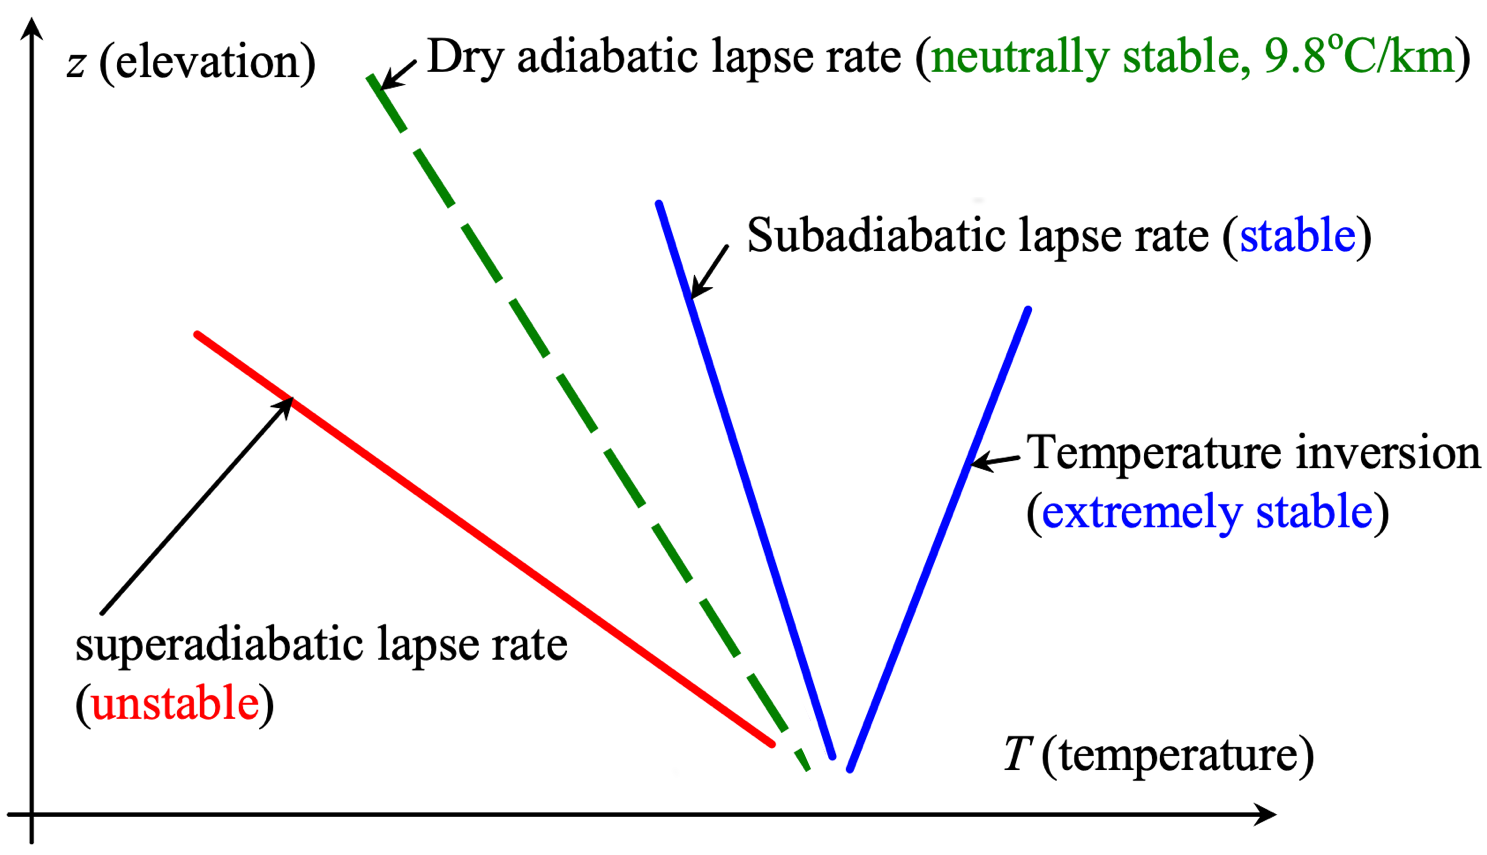 z (elevation)
Dry adiabatic lapse rate (neutrally stable, 9.8°C/km)
Subadiabatic lapse rate (stable)
Temperature inversion
(extremely stable)
superadiabatic lapse rate
(unstable)
T (temperature)